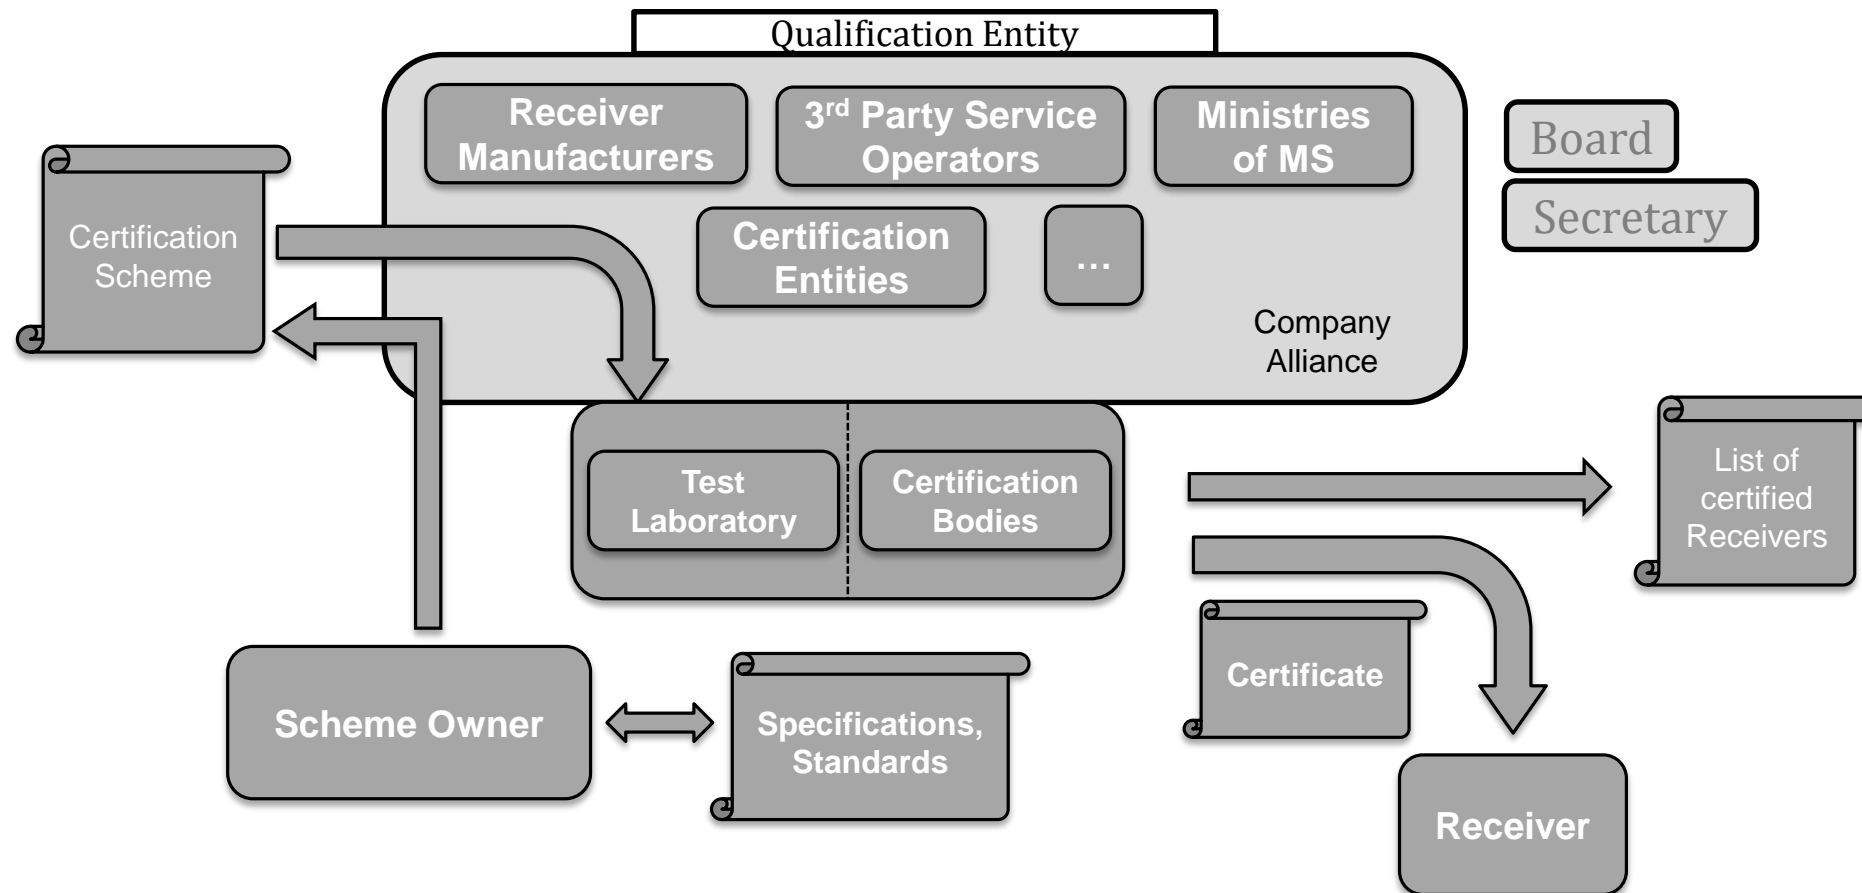 Qualification Entity
Receiver
Manufacturers
3rd Party Service
Operators
Ministries
of MS
Board
Secretary
Certification
Scheme
Certification
Entities
...
Company
Alliance
Test
Laboratory
Certification
Bodies
List of
certified
Receivers
Scheme Owner
Specifications,
Standards
Certificate
Receiver